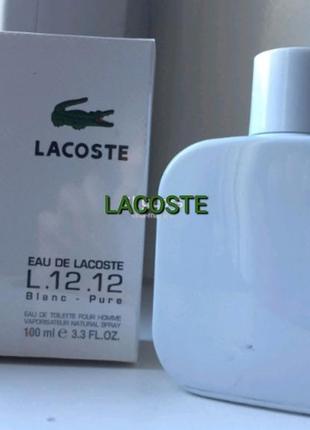 LACOSTE
LACOSTE
EAU DE LACOSTE
L.12.12
Blanc - Pure
EAU DE TOILETTE POUR HOMME
VAPORISATEUR NATURAL SPRAY
100 ml e 3.3 FL.OZ.